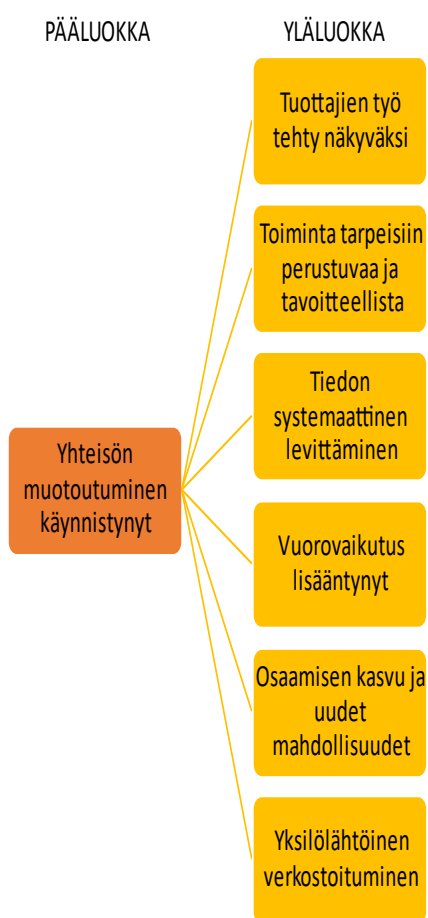 PÄÄLUOKKA
YLÄLUOKKA
Tuottajien työ
tehty näkyväksi
Toiminta tarpeisiin
perustuvaa ja
tavoitteellista
Tiedon
systemaattinen
levittäminen
Yhteisön
muotoutuminen
käynnistynyt
Vuorovaikutus
lisääntynyt
Osaamisen kasvu ja
uudet
mahdollisuudet
Yksilölähtöinen
verkostoituminen